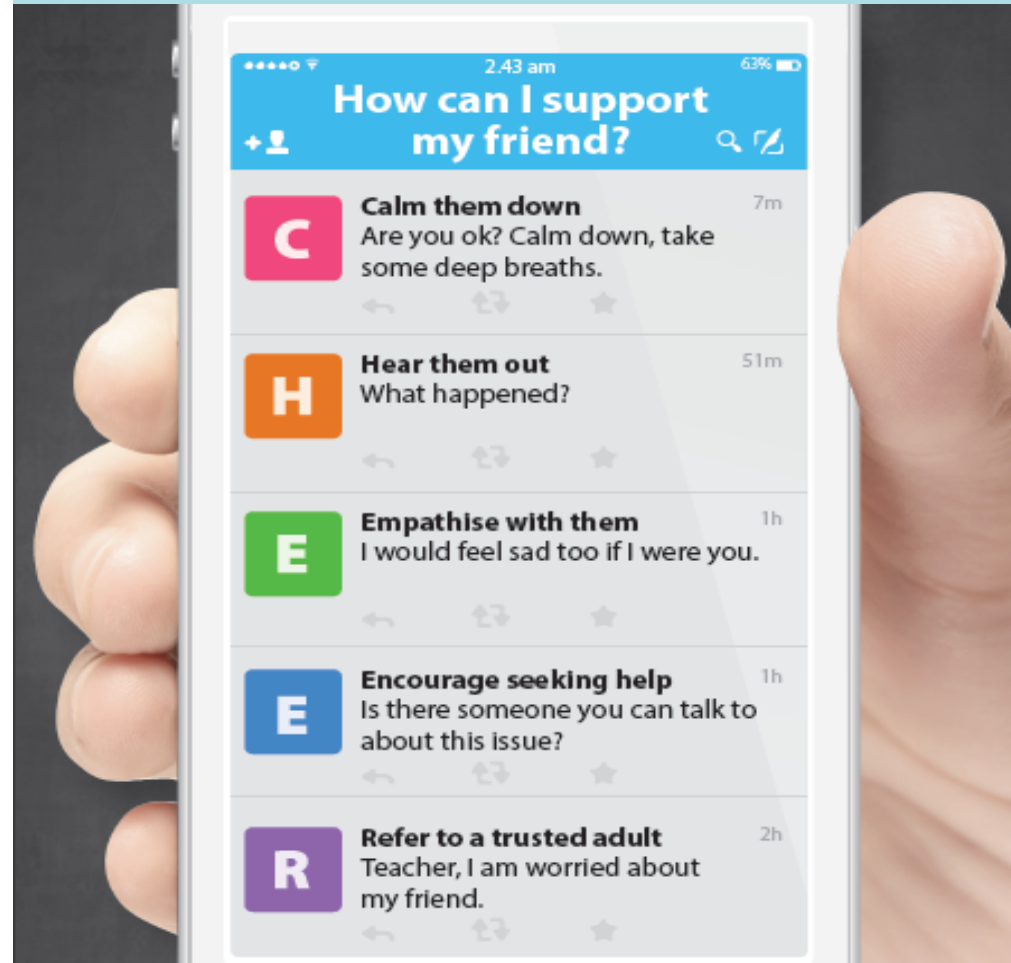 2.43 am
63%
How can I support
my friend?
C
Calm them down
7m
Are you ok? Calm down, take
some deep breaths.
H
Hear them out
51m
What happened?
E
Empathise with them
1h
I would feel sad too if I were you.
E
Encourage seeking help
1h
Is there someone you can talk to
about this issue?
R
Refer to a trusted adult
2h
Teacher, I am worried about
my friend.